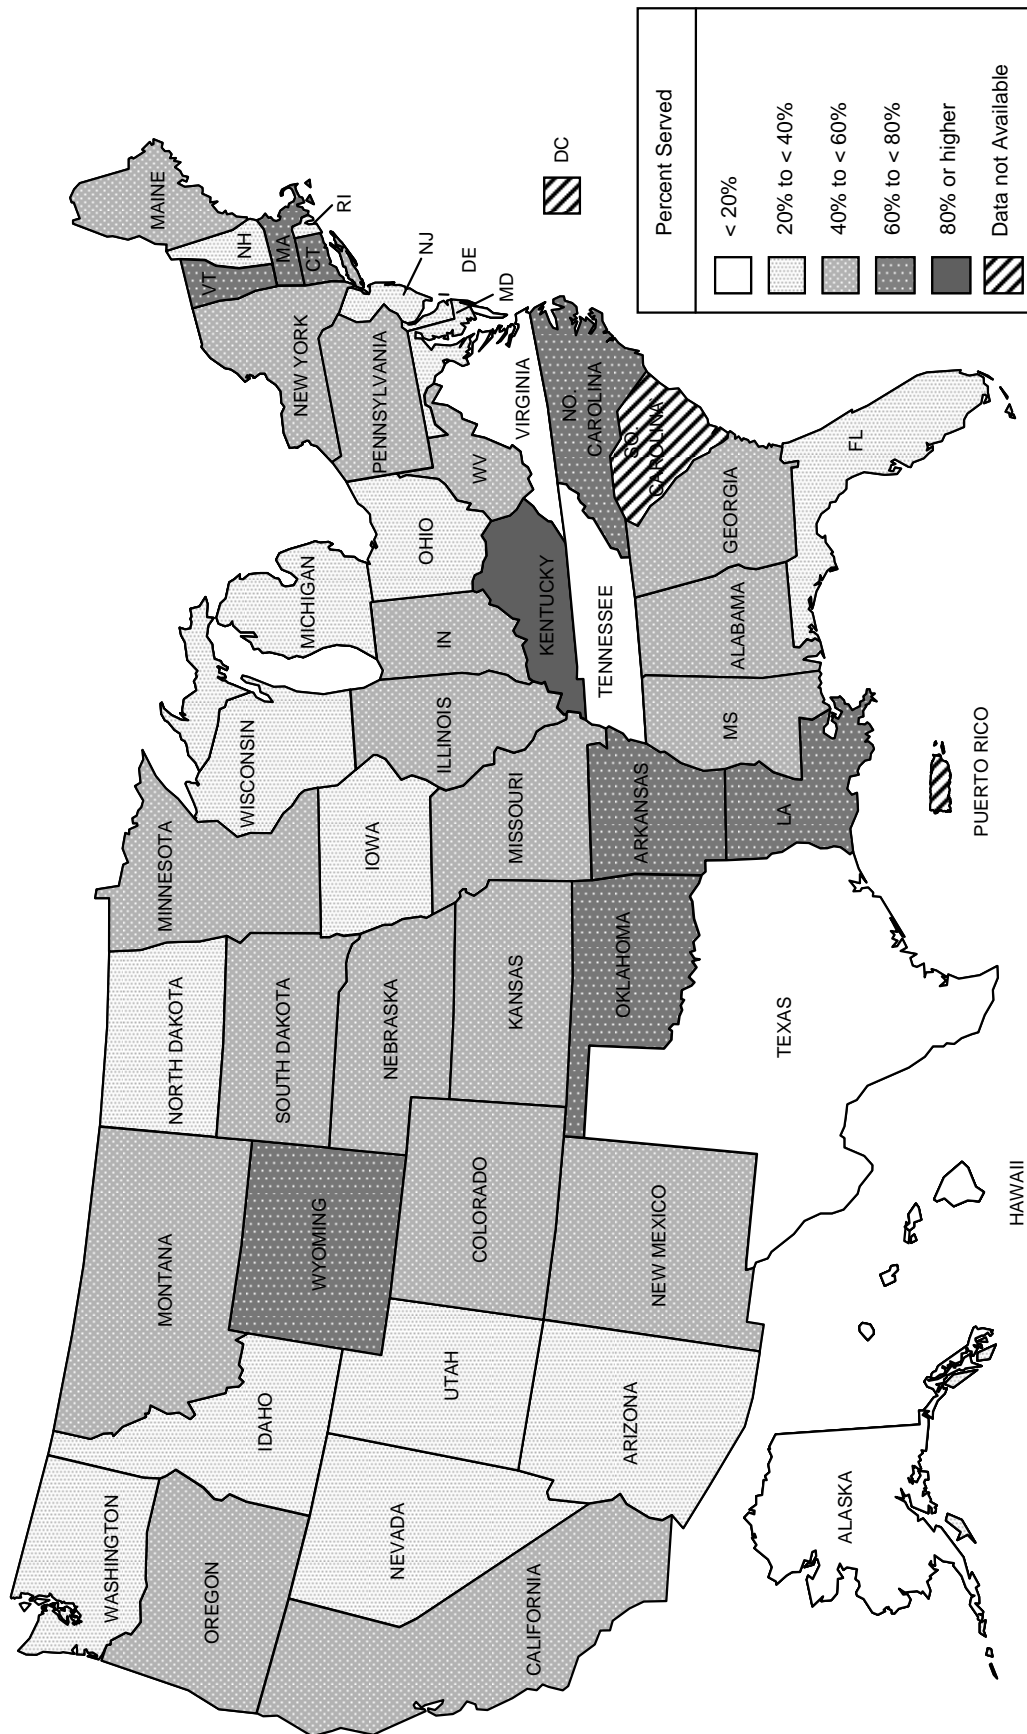 WASHINGTON
OREGON
CALIFORNIA
NEVADA
IDAHO
MONTANA
WYOMING
UTAH
ARIZONA
COLORADO
NEW MEXICO
NORTH DAKOTA
SOUTH DAKOTA
NEBRASKA
KANSAS
OKLAHOMA
TEXAS
MINNESOTA
IOWA
MISSOURI
ARKANSAS
LA
WISCONSIN
ILLINOIS
MICHIGAN
IN
OHIO
KENTUCKY
TENNESSEE
MS
ALABAMA
GEORGIA
FL
SO.
CAROLINA
NO.
CAROLINA
VIRGINIA
WV
PENNSYLVANIA
NEW YORK
VT
NH
MAINE
MA
CT
RI
NJ
DE
MD
DC
ALASKA
HAWAII
PUERTO RICO
Percent Served
< 20%
20% to < 40%
40% to < 60%
60% to < 80%
80% or higher
Data not Available